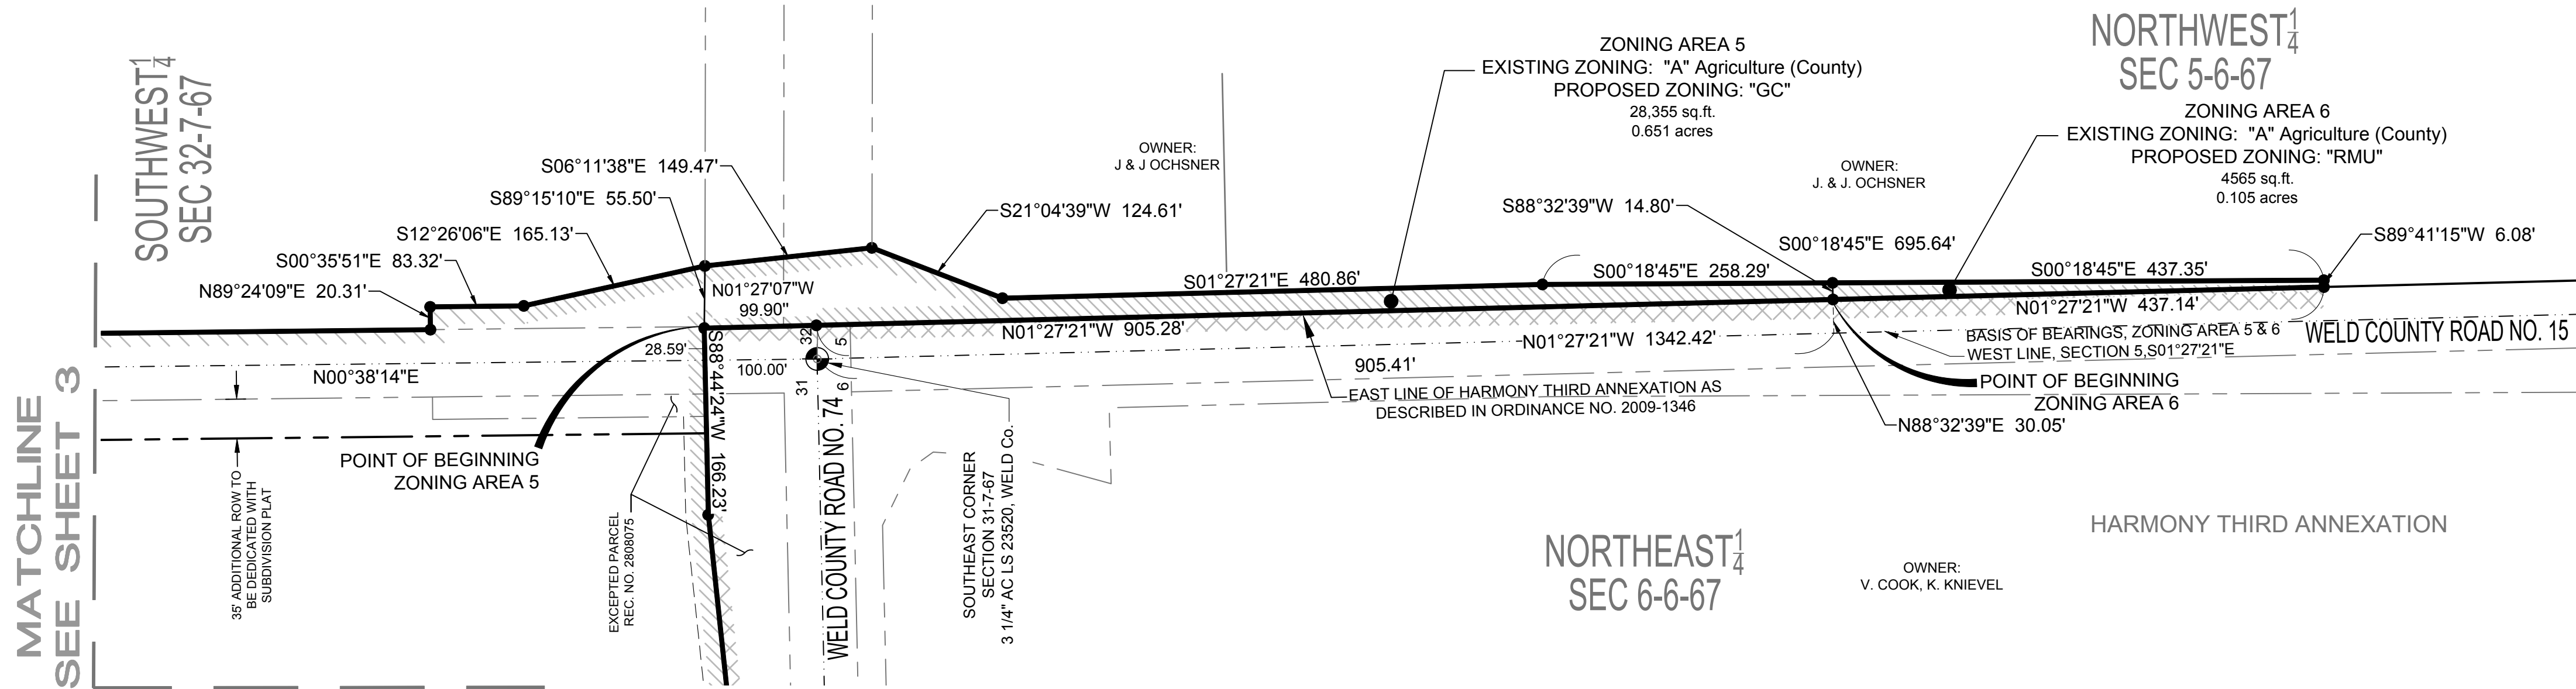 SOUTHWEST 1/4
SEC 32-7-67
NORTHWEST 1/4
SEC 5-6-67
ZONING AREA 5
EXISTING ZONING: "A" Agriculture (County)
PROPOSED ZONING: "GC"
28,355 sq.ft.
0.651 acres
ZONING AREA 6
EXISTING ZONING: "A" Agriculture (County)
PROPOSED ZONING: "RMU"
4565 sq.ft.
0.105 acres
OWNER:
J & J OCHSNER
OWNER:
J. & J. OCHSNER
S06°11'38"E 149.47'
S89°15'10"E 55.50'
S12°26'06"E 165.13'
S00°35'51"E 83.32'
N89°24'09"E 20.31'
S21°04'39"W 124.61'
S88°32'39"W 14.80'
S00°18'45"E 695.64'
S89°41'15"W 6.08'
S01°27'21"E 480.86'
S00°18'45"E 258.29'
S00°18'45"E 437.35'
N01°27'07"W
99.90"
N01°27'21"W 905.28'
N01°27'21"W 437.14'
N01°27'21"W 1342.42'
BASIS OF BEARINGS, ZONING AREA 5 & 6
WEST LINE, SECTION 5,S01°27'21"E
WELD COUNTY ROAD NO. 15
28.59'
100.00'
32
5
31
6
905.41'
N00°38'14"E
S88°44'24"W 166.23'
EAST LINE OF HARMONY THIRD ANNEXATION AS
DESCRIBED IN ORDINANCE NO. 2009-1346
POINT OF BEGINNING
ZONING AREA 6
N88°32'39"E 30.05'
POINT OF BEGINNING
ZONING AREA 5
MATCHLINE
SEE SHEET 3
35' ADDITIONAL ROW TO
BE DEDICATED WITH
SUBDIVISION PLAT
EXCEPTED PARCEL
REC. NO. 2808075
WELD COUNTY ROAD NO. 74
SOUTHEAST CORNER
SECTION 31-7-67
3 1/4" AC LS 23520, WELD Co.
NORTHEAST 1/4
SEC 6-6-67
OWNER:
V. COOK, K. KNIEVEL
HARMONY THIRD ANNEXATION